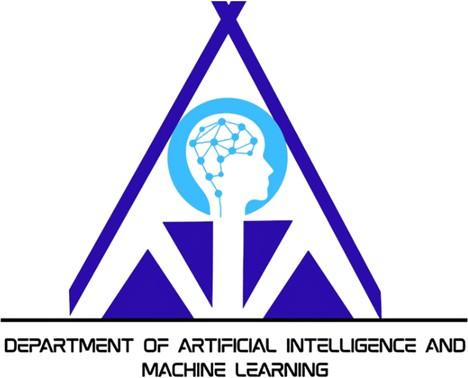 DEPARTMENT OF ARTIFICIAL INTELLIGENCE AND
MACHINE LEARNING